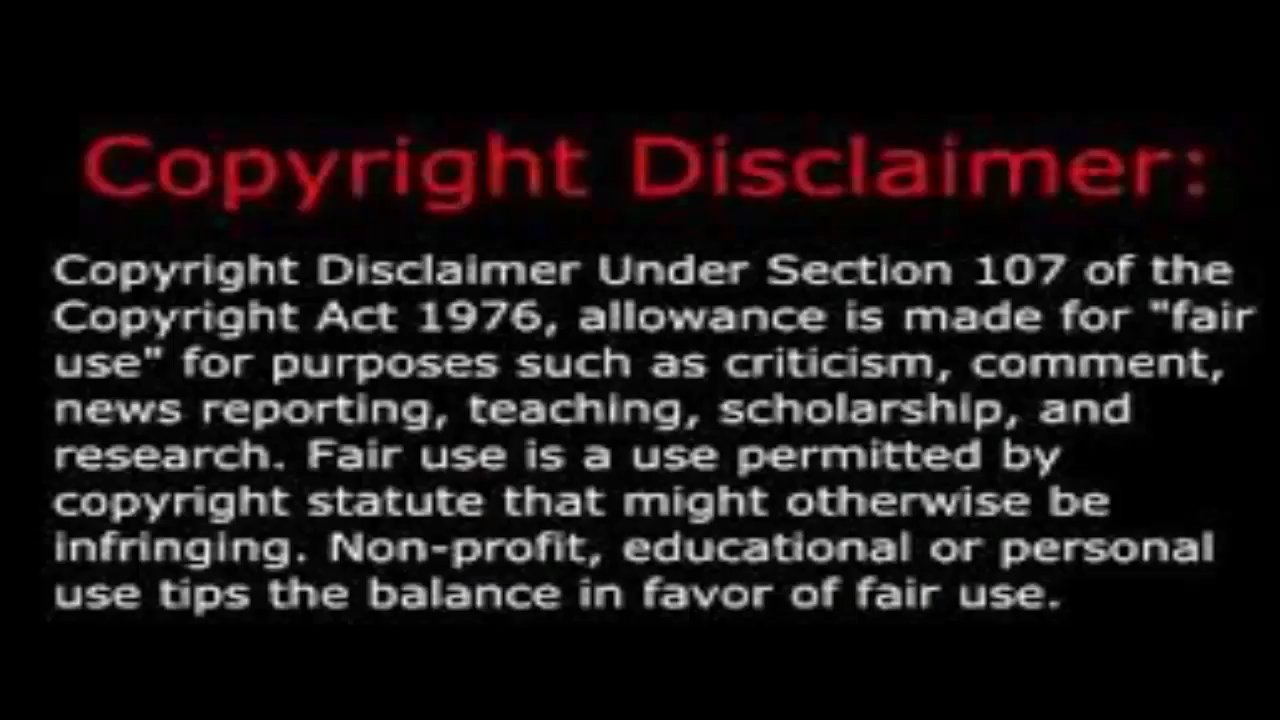 Copyright Disclaimer:
Copyright Disclaimer Under Section 107 of the
Copyright Act 1976, allowance is made for "fair
use" for purposes such as criticism, comment,
news reporting, teaching, scholarship, and
research. Fair use is a use permitted by
copyright statute that might otherwise be
infringing. Non-profit, educational or personal
use tips the balance in favor of fair use.